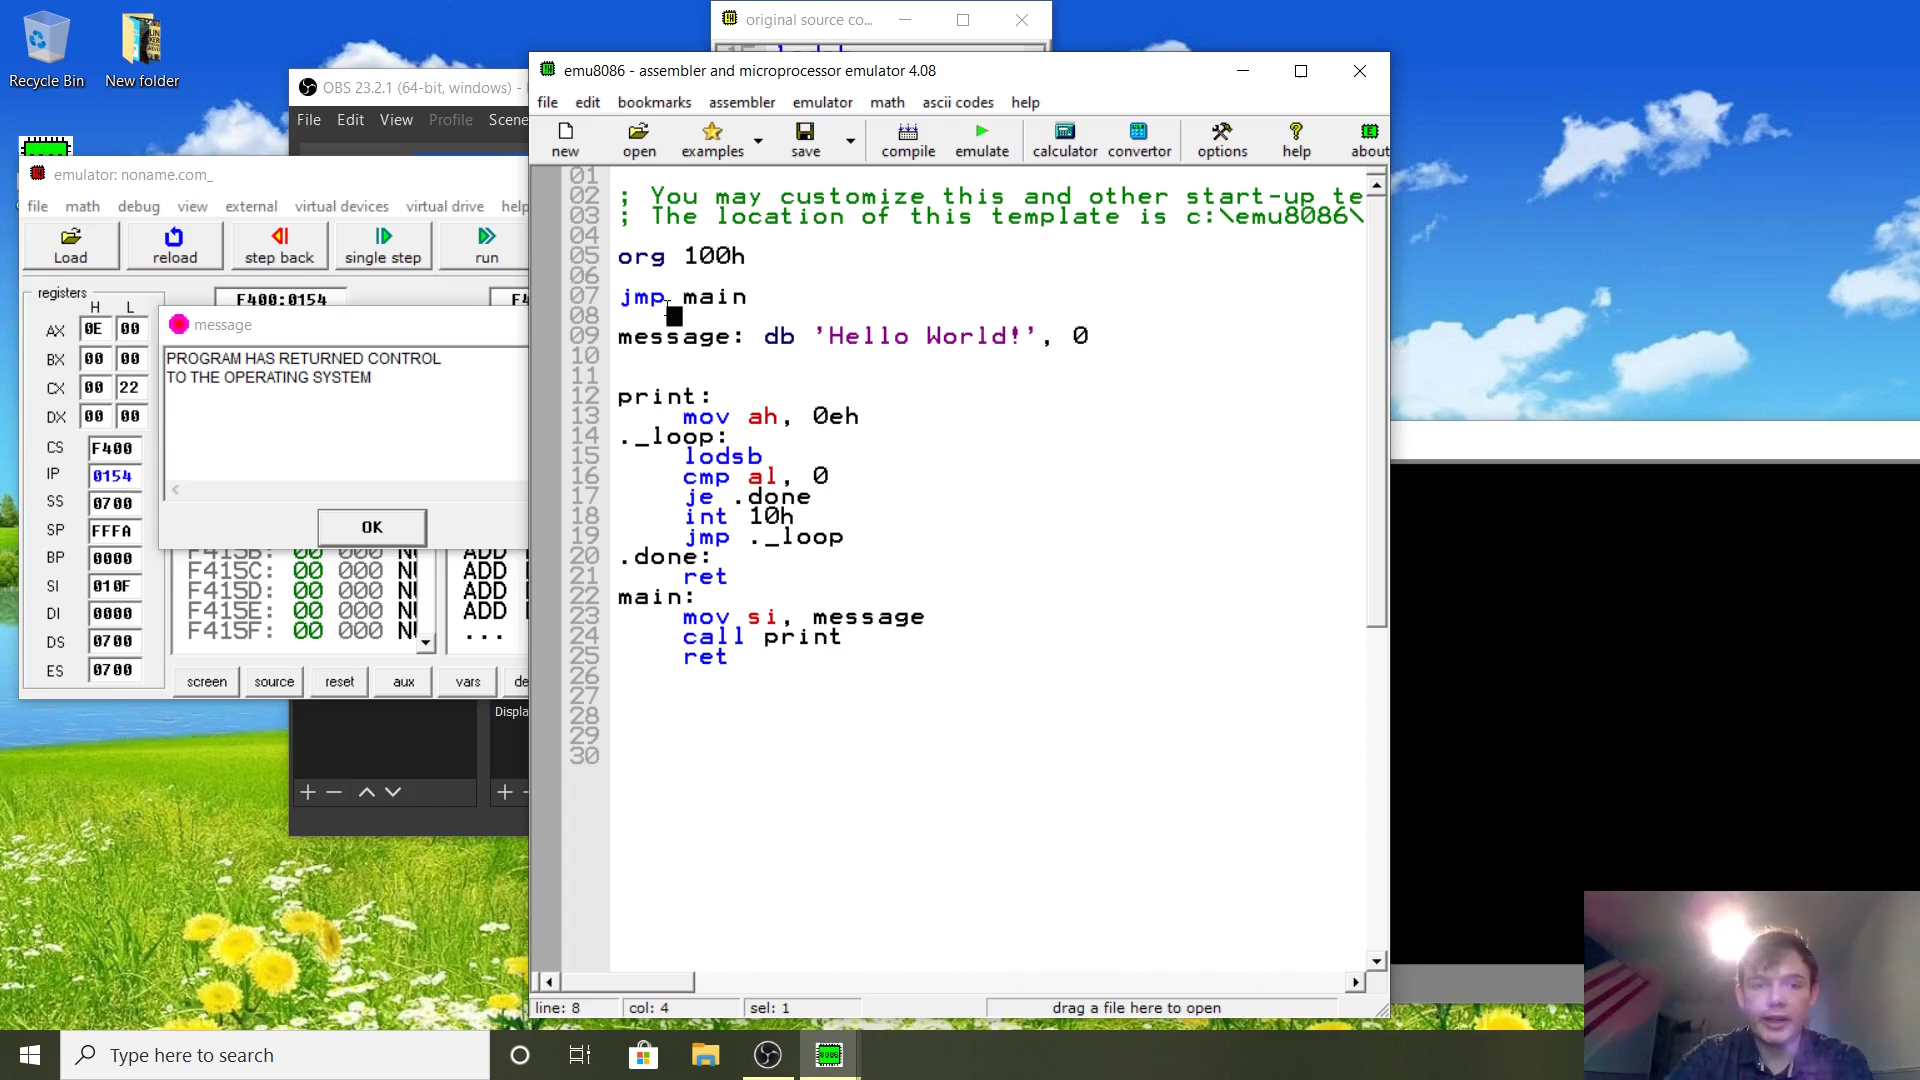 Recycle Bin
New folder
original source co...
OBS 23.2.1 (64-bit, windows) -
File Edit View Profile Scene
emu8086 - assembler and microprocessor emulator 4.08
file edit bookmarks assembler emulator math ascii codes help
new open examples save compile emulate calculator convertor options help about
emulator: noname.com_
file math debug view external virtual devices virtual drive help
Load reload step back single step run
registers
H L
F400:0154
AX 0E 00
BX 00 00
CX 00 22
DX 00 00
CS F400
IP 0154
SS 0700
SP FFFA
BP 0000
SI 010F
DI 0000
DS 0700
ES 0700
message
PROGRAM HAS RETURNED CONTROL
TO THE OPERATING SYSTEM
OK
F415B: 00 000 ADD
F415C: 00 000 ADD
F415D: 00 000 ADD
F415E: 00 000 ADD
F415F: 00 000 ...
screen source reset aux vars de
Displa
01
02 ; You may customize this and other start-up te
03 ; The location of this template is c:\emu8086\
04
05 org 100h
06
07 jmp main
08
09 message: db 'Hello World!', 0
10
11
12 print:
13 mov ah, 0eh
14 ._loop:
15 lodsb
16 cmp al, 0
17 je .done
18 int 10h
19 jmp ._loop
20 .done:
21 ret
22 main:
23 mov si, message
24 call print
25 ret
26
27
28
29
30
line: 8 col: 4 sel: 1 drag a file here to open
Type here to search
8086